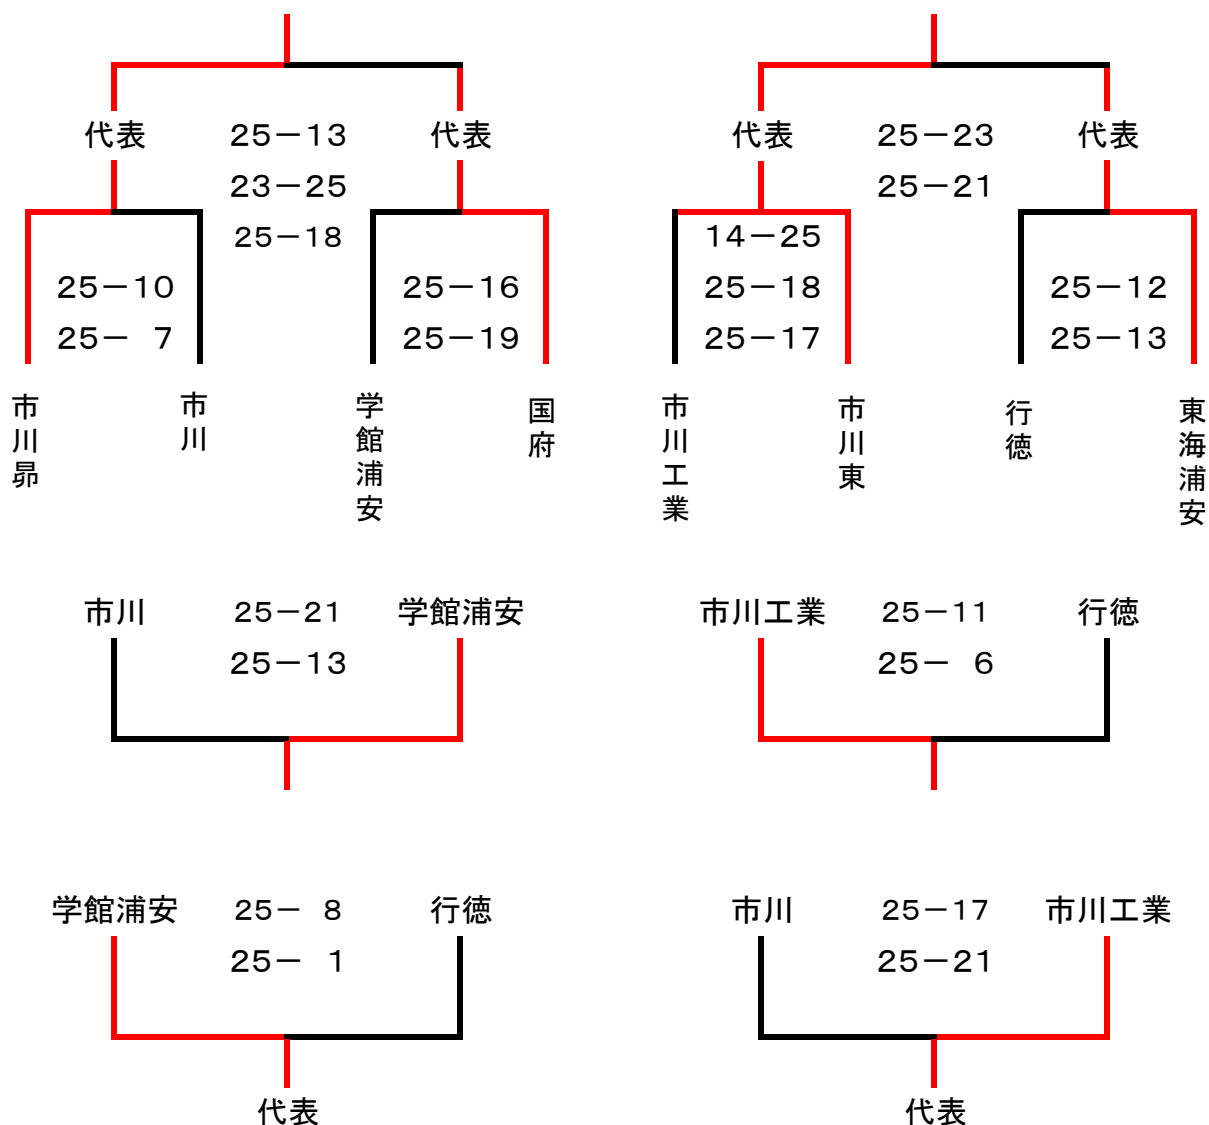 代表 25－13 代表
23－25
25－18
25－10
25－ 7
25－16
25－19
市川昴
市川
学館浦安
国府
代表 25－23 代表
25－21
14－25
25－18
25－17
25－12
25－13
市川工業
市川東
行徳
東海浦安
市川 25－21 学館浦安
25－13
市川工業 25－11 行徳
25－ 6
学館浦安 25－ 8 行徳
25－ 1
代表
市川 25－17 市川工業
25－21
代表